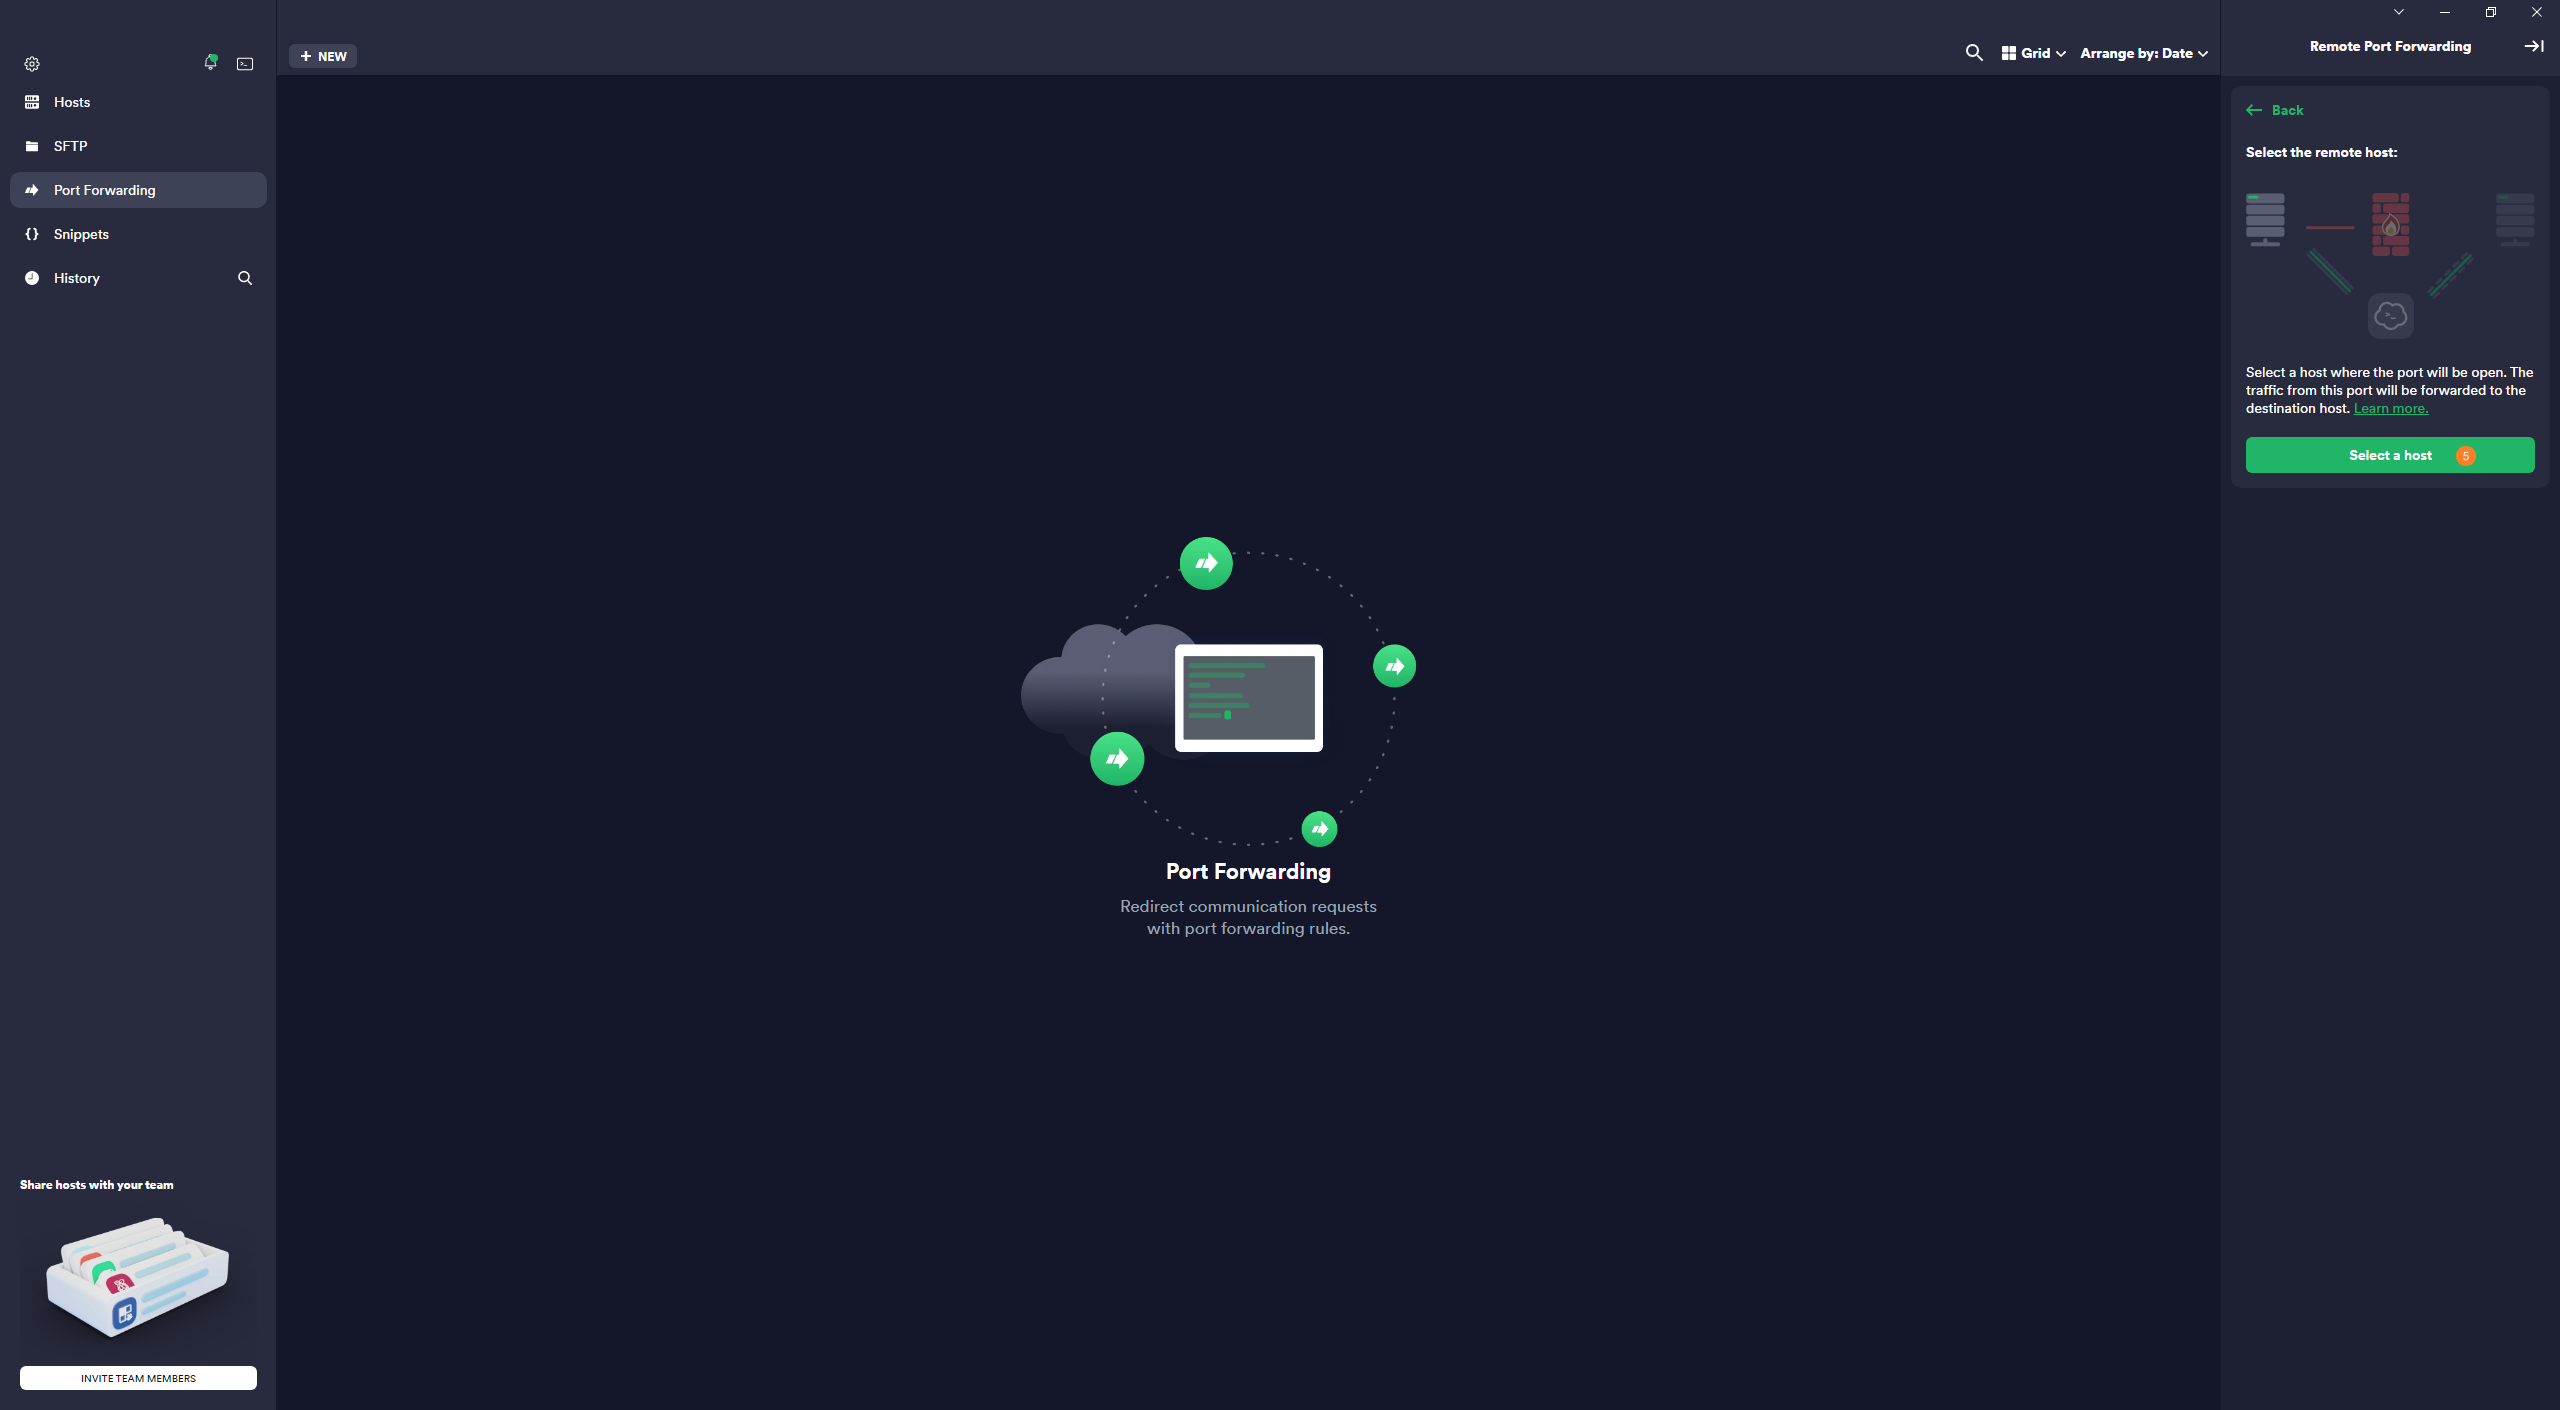 Hosts
SFTP
Port Forwarding
Snippets
History
Share hosts with your team
INVITE TEAM MEMBERS
NEW
Grid
Arrange by: Date
Port Forwarding
Redirect communication requests
with port forwarding rules.
Remote Port Forwarding
Back
Select the remote host:
Select a host where the port will be open. The
traffic from this port will be forwarded to the
destination host. Learn more.
Select a host 5